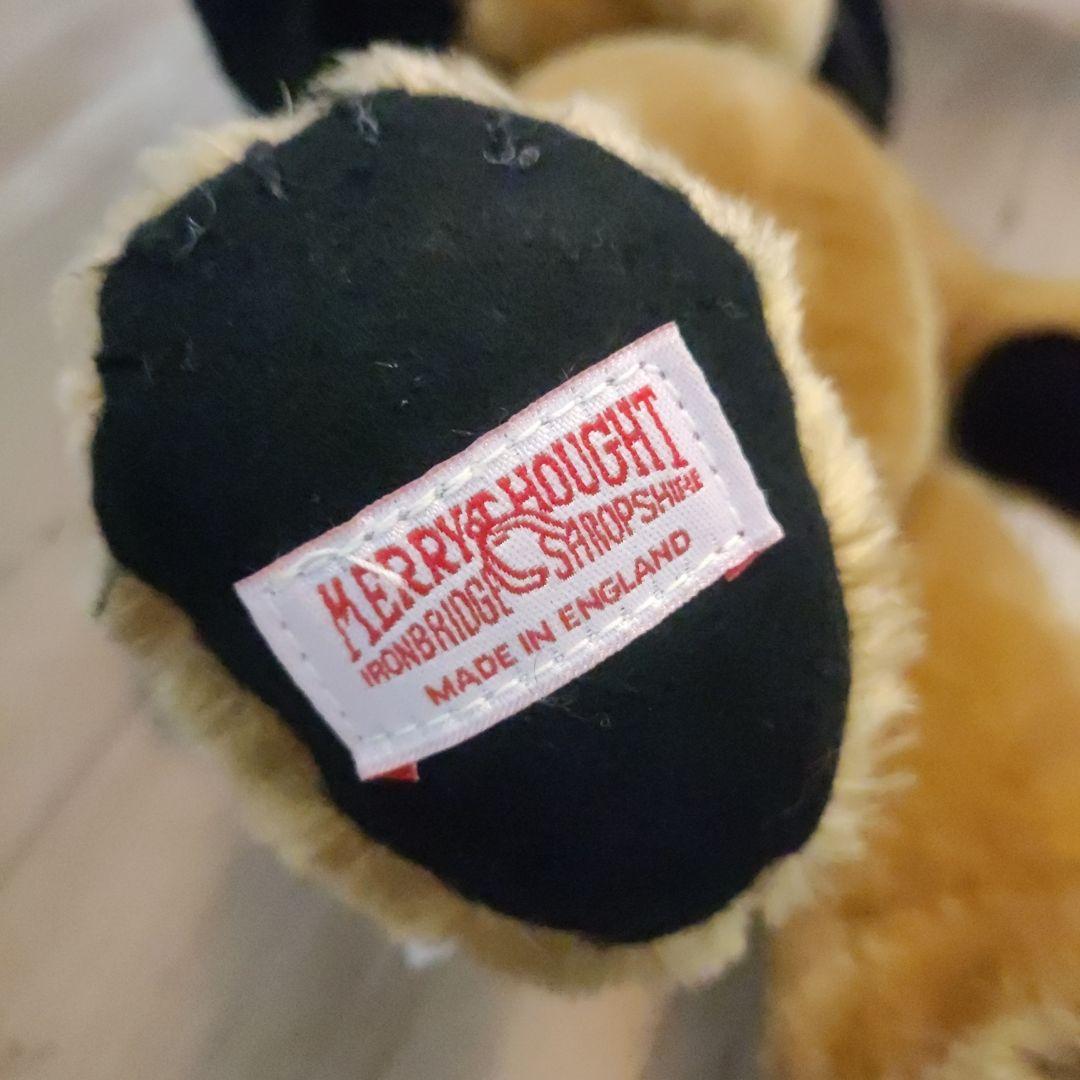 MERRYTHOUGHT
IRONBRIDGE SHROPSHIRE
MADE IN ENGLAND